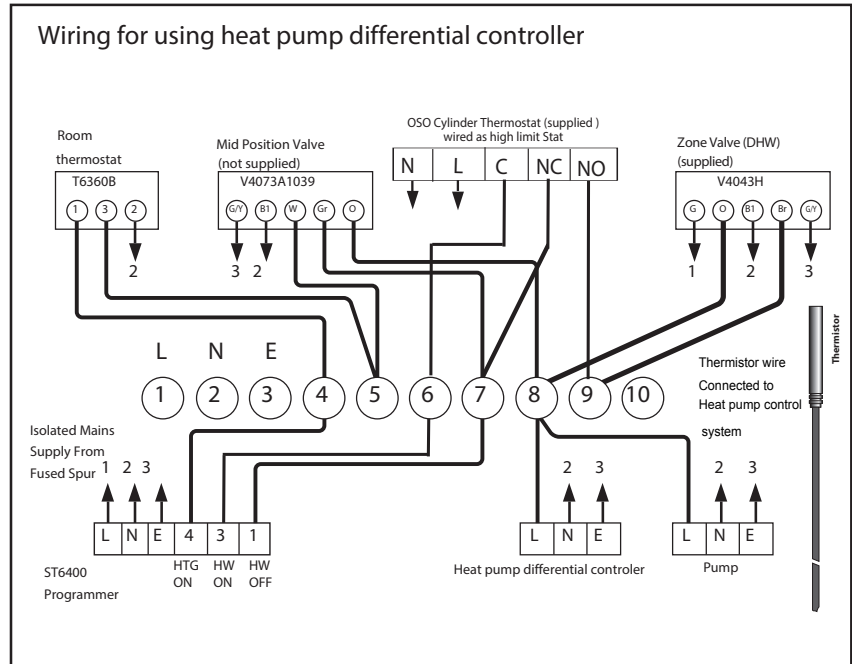 Wiring for using heat pump differential controller
OSO Cylinder Thermostat (supplied )
wired as high limit Stat
Room
thermostat
T6360B
1 3 2
2
Mid Position Valve
(not supplied)
V4073A1039
G/Y B1 W Gr O
3 2
N L C NC NO
Zone Valve (DHW)
(supplied)
V4043H
G O B1 Br G/Y
1 2 3
L N E
1 2 3 4 5 6 7 8 9 10
Thermistor
Thermistor wire
Connected to
Heat pump control
system
Isolated Mains
Supply From
Fused Spur
1 2 3
L N E 4 3 1
HTG HW HW
ON ON OFF
ST6400
Programmer
2 3
L N E
Heat pump differential controler
2 3
L N E
Pump